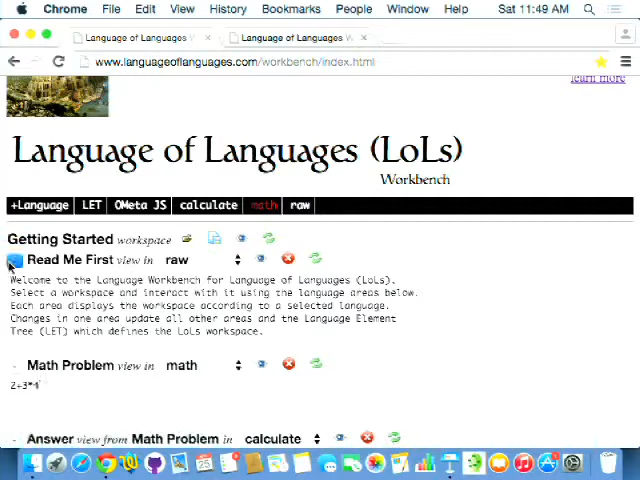 Chrome File Edit View History Bookmarks People Window Help Sat 11:49 AM
Language of Languages W Language of Languages W
www.languageoflanguages.com/workbench/index.html
learn more
Language of Languages (LoLs)
Workbench
+Language LET OMeta JS calculate math raw
Getting Started workspace
- Read Me First view in raw
Welcome to the Language Workbench for Language of Languages (LoLs).
Select a workspace and interact with it using the language areas below.
Each area displays the workspace according to a selected language.
Changes in one area update all other areas and the Language Element
Tree (LET) which defines the LoLs workspace.
- Math Problem view in math
2+3*4
- Answer view from Math Problem in calculate